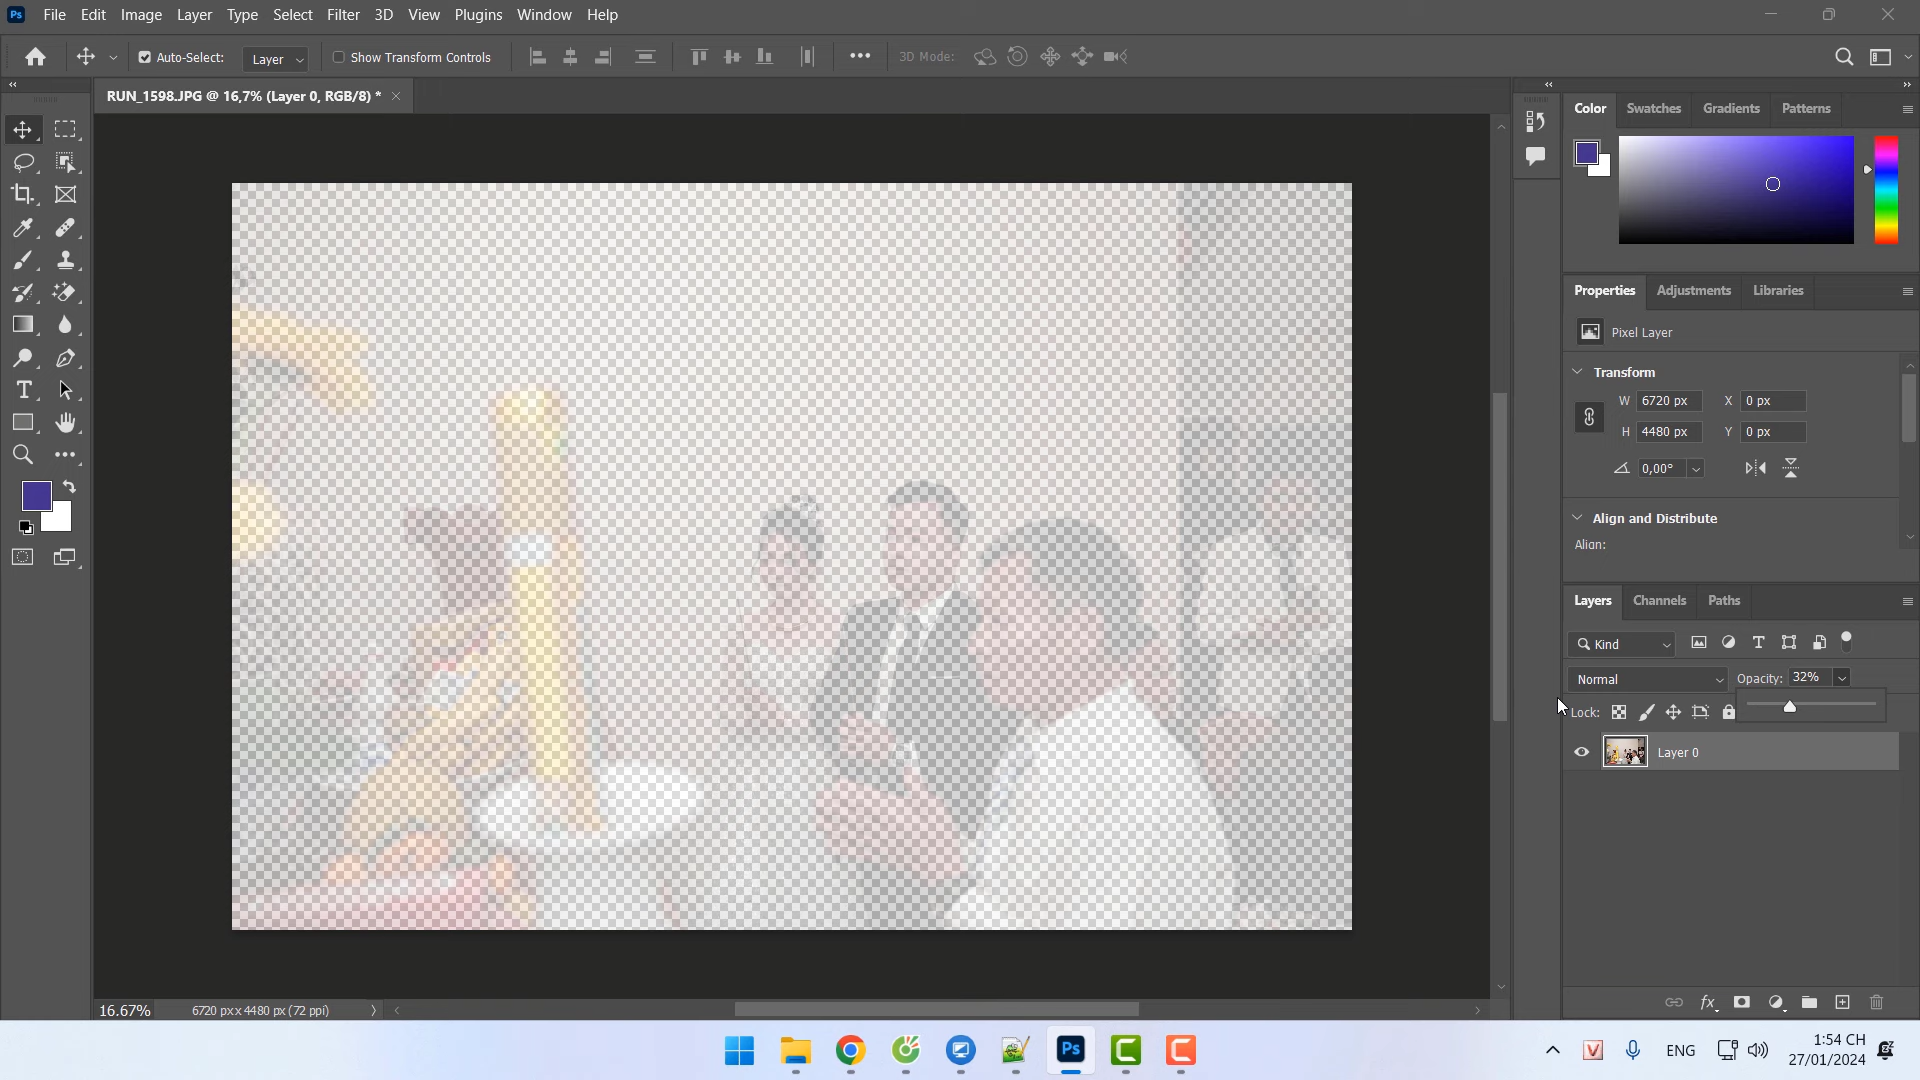 Ps File Edit Image Layer Type Select Filter 3D View Plugins Window Help
Auto-Select: Layer Show Transform Controls 3D Mode:
RUN_1598.JPG @ 16,7% (Layer 0, RGB/8) *
Color Swatches Gradients Patterns
Properties Adjustments Libraries
Pixel Layer
Transform
W 6720 px X 0 px
H 4480 px Y 0 px
0,00°
Align and Distribute
Align:
Layers Channels Paths
Kind
Normal Opacity: 32%
Lock:
Layer 0
fx
16.67% 6720 px x 4480 px (72 ppi)
Ps ENG 1:54 CH
27/01/2024